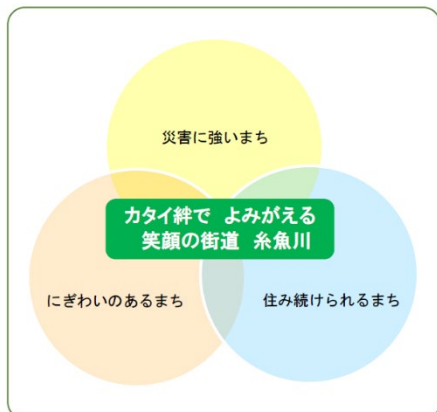 災害に強いまち
カタイ絆で よみがえる
笑顔の街道 糸魚川
にぎわいのあるまち
住み続けられるまち